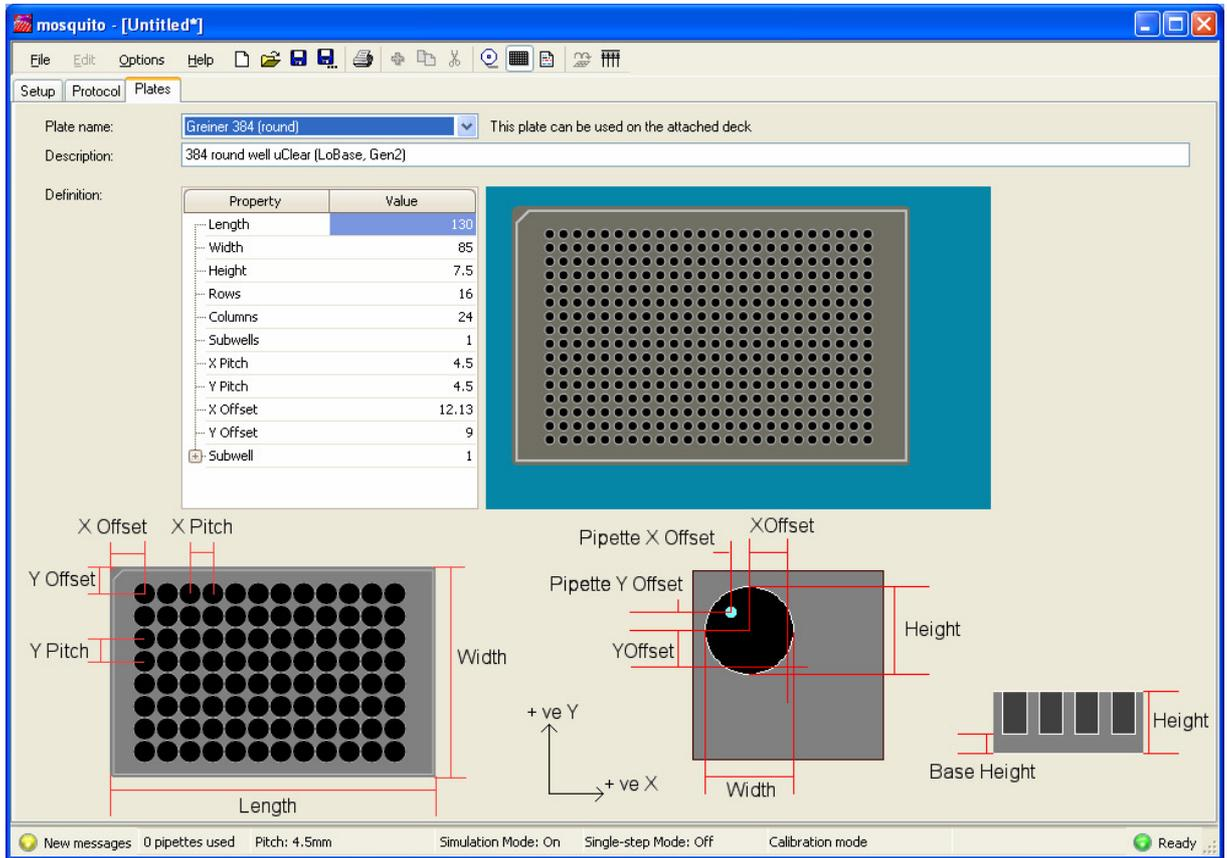 mosquito - [Untitled*]
File Edit Options Help
Setup Protocol Plates
Plate name: Greiner 384 (round) This plate can be used on the attached deck
Description: 384 round well uClear (LoBase, Gen2)
Definition:
Property Value
Length 130
Width 85
Height 7.5
Rows 16
Columns 24
Subwells 1
X Pitch 4.5
Y Pitch 4.5
X Offset 12.13
Y Offset 9
Subwell 1
X Offset X Pitch
Y Offset
Y Pitch
Width
Length
+ ve Y
+ ve X
Pipette X Offset XOffset
Pipette Y Offset
YOffset
Height
Width
Height
Base Height
New messages 0 pipettes used Pitch: 4.5mm Simulation Mode: On Single-step Mode: Off Calibration mode Ready